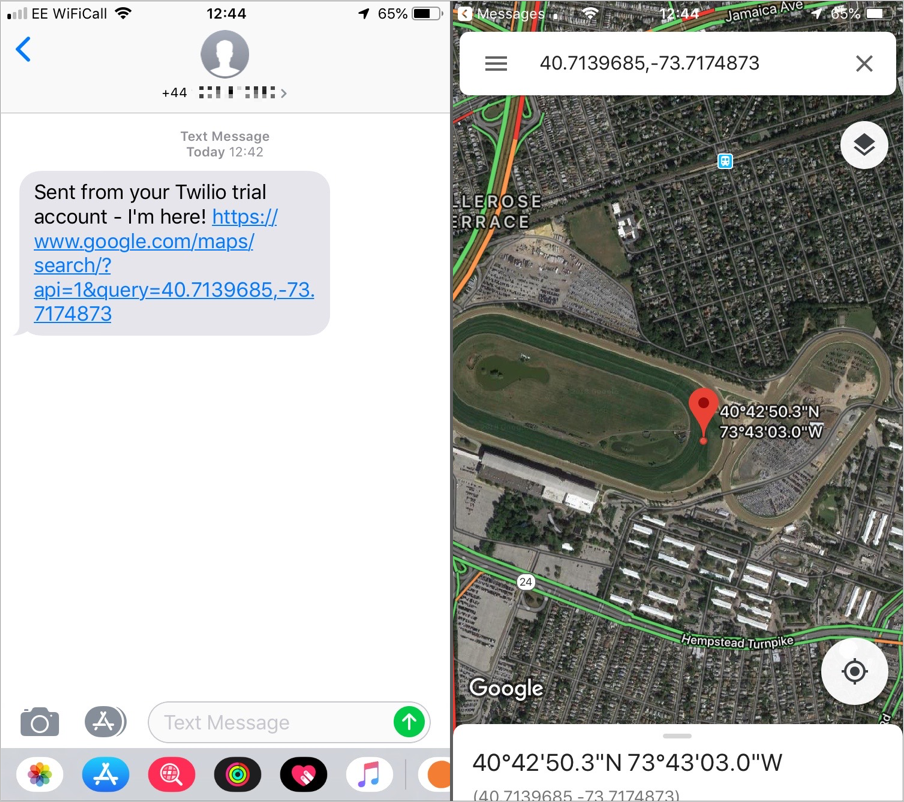 EE WiFiCall
12:44
65%
+44
Text Message
Today 12:42
Sent from your Twilio trial
account - I'm here! https://
www.google.com/maps/
search/?
api=1&query=40.7139685,-73.
7174873
Text Message
Messages
12:44
65%
Jamaica Ave
40.7139685,-73.7174873
LLEROSE
ERRACE
40°42'50.3"N
73°43'03.0"W
24
Hempstead Turnpike
Google
40°42'50.3"N 73°43'03.0"W
(40.7139685 -73.7174873)